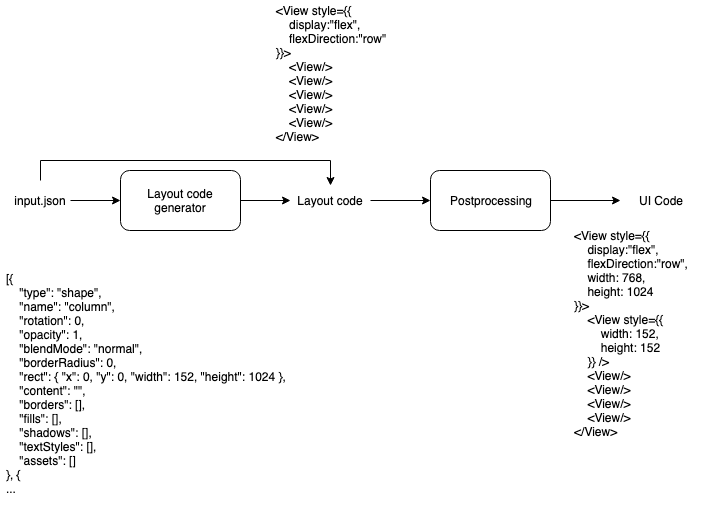 <View style={{
display:"flex",
flexDirection:"row"
}}>
<View/>
<View/>
<View/>
<View/>
<View/>
</View>
input.json
Layout code
generator
Layout code
Postprocessing
UI Code
<View style={{
display:"flex",
flexDirection:"row",
width: 768,
height: 1024
}}>
<View style={{
width: 152,
height: 152
}} />
<View/>
<View/>
<View/>
<View/>
</View>
[{
"type": "shape",
"name": "column",
"rotation": 0,
"opacity": 1,
"blendMode": "normal",
"borderRadius": 0,
"rect": { "x": 0, "y": 0, "width": 152, "height": 1024 },
"content": "",
"borders": [],
"fills": [],
"shadows": [],
"textStyles": [],
"assets": []
}, {
...